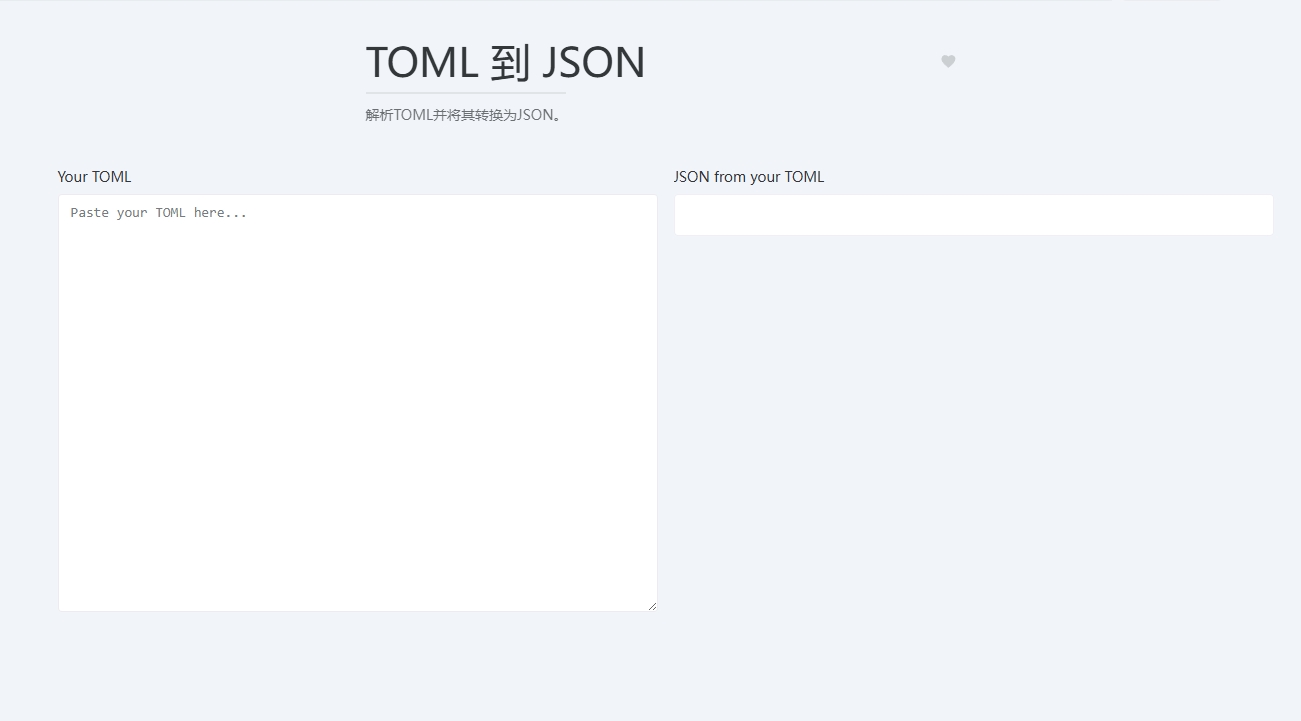 TOML 到 JSON
解析TOML并将其转换为JSON。
Your TOML
JSON from your TOML
Paste your TOML here...